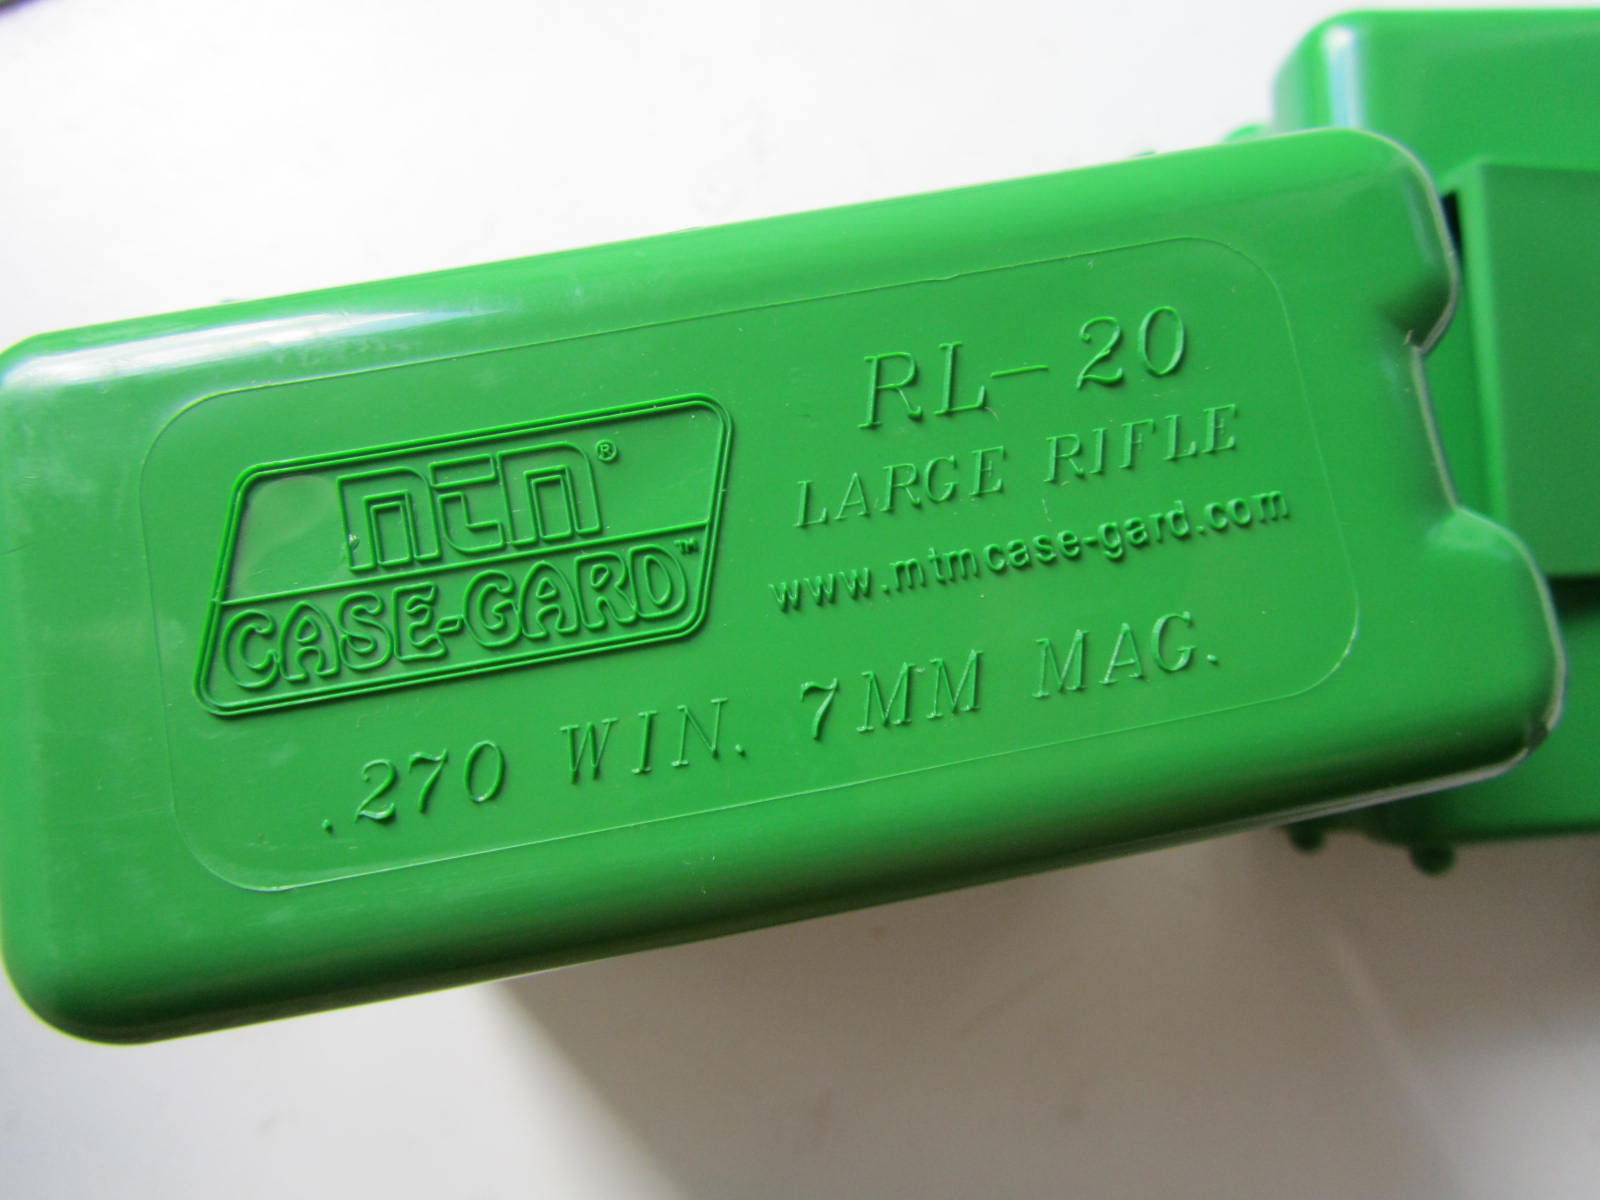 mtm®
CASE-GARD™
RL-20
LARGE RIFLE
www.mtmcase-gard.com
.270 WIN. 7MM MAG.